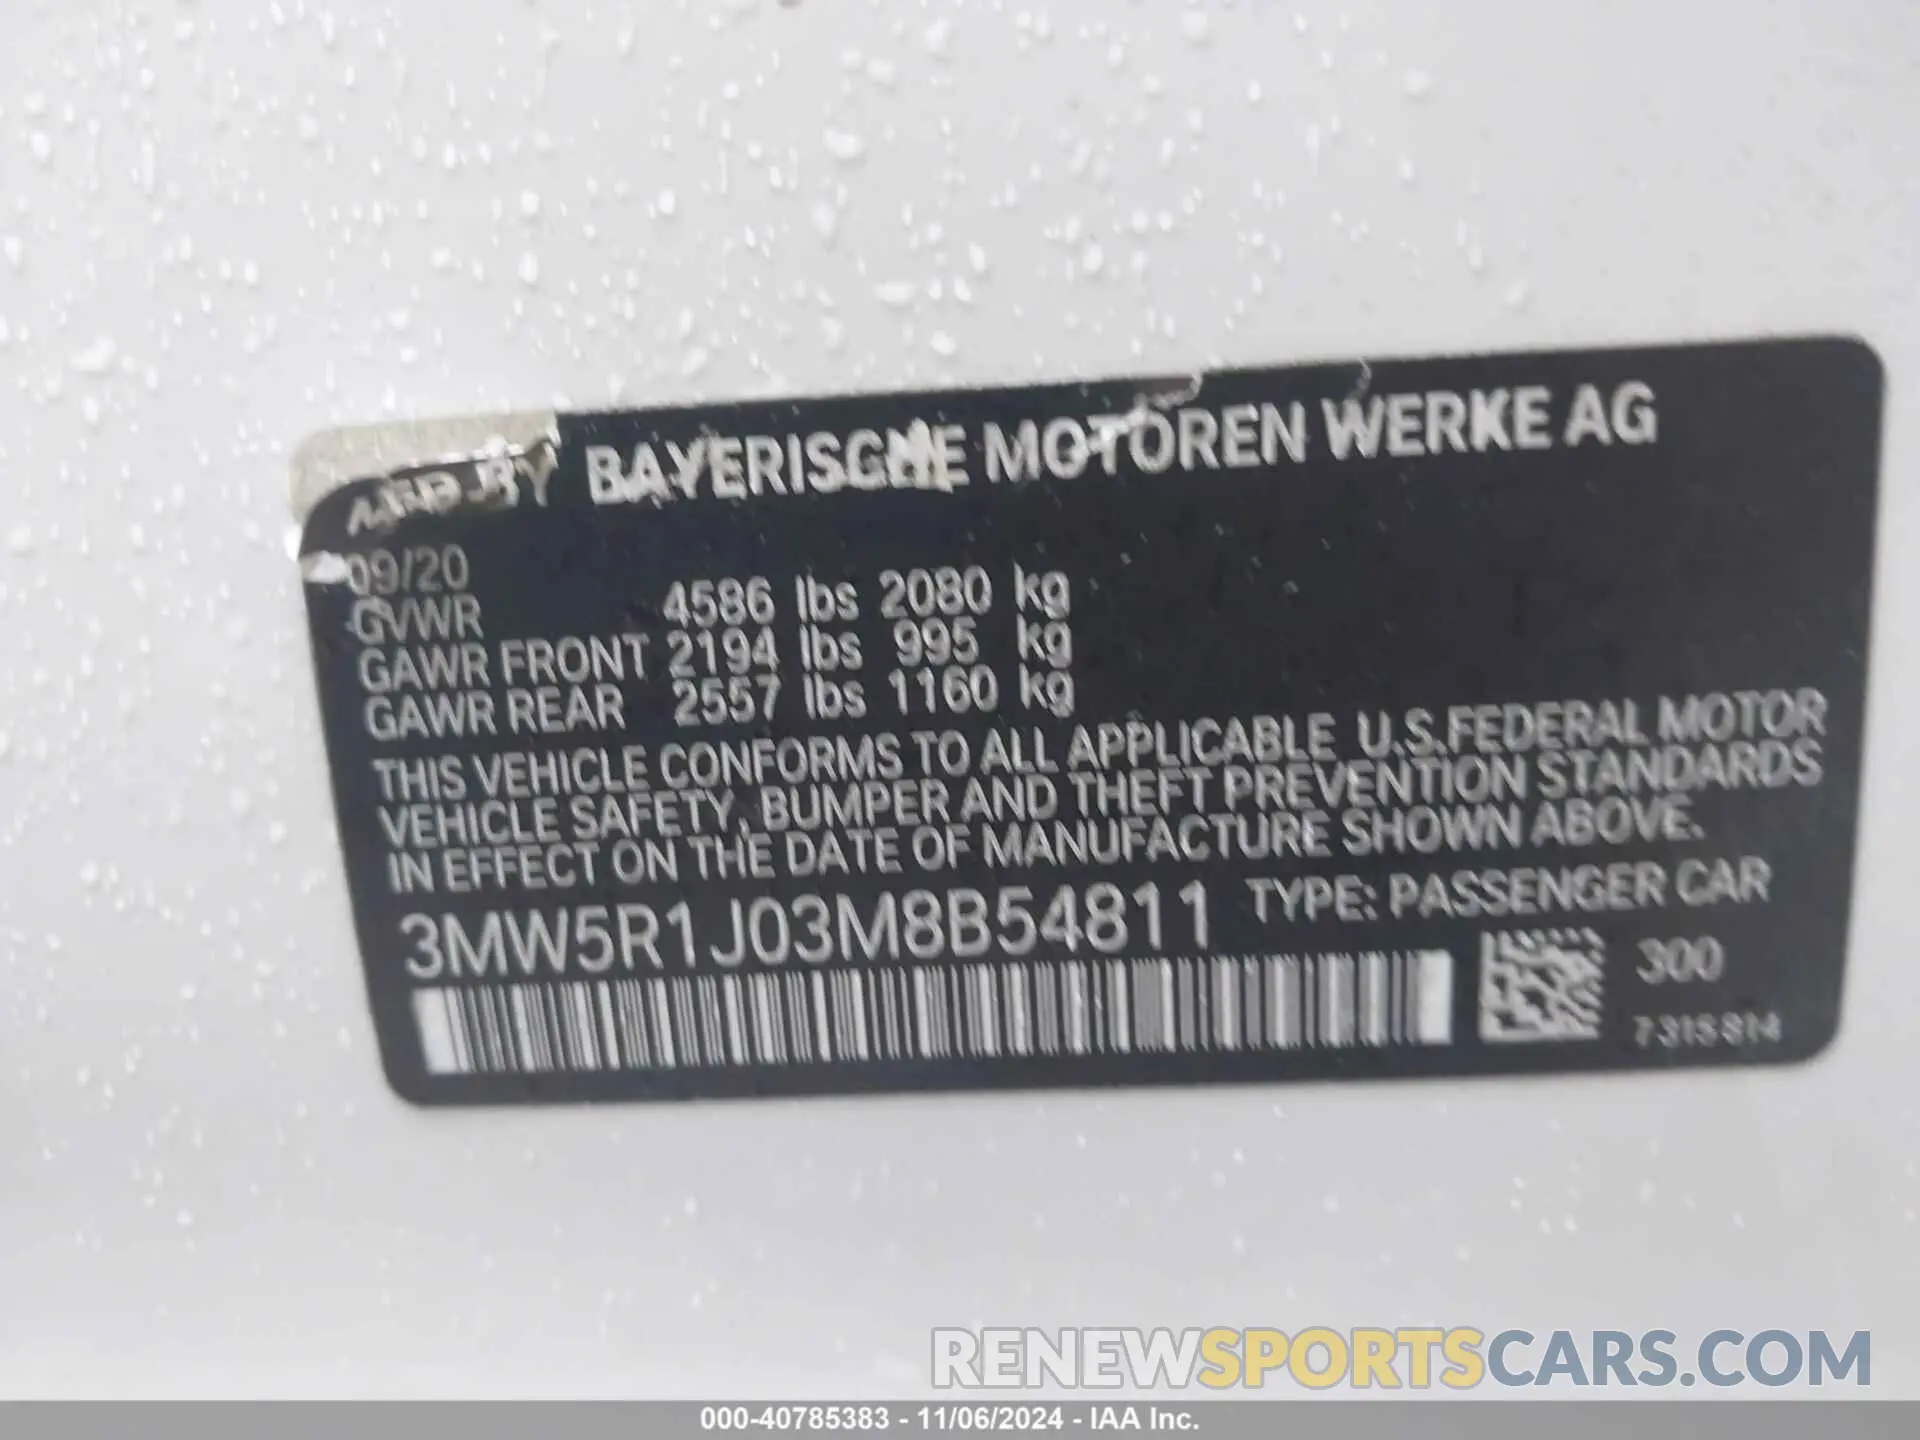 MFD BY BAYERISCHE MOTOREN WERKE AG
09/20
GVWR 4586 lbs 2080 kg
GAWR FRONT 2194 lbs 995 kg
GAWR REAR 2557 lbs 1160 kg
THIS VEHICLE CONFORMS TO ALL APPLICABLE U.S.FEDERAL MOTOR
VEHICLE SAFETY, BUMPER AND THEFT PREVENTION STANDARDS
IN EFFECT ON THE DATE OF MANUFACTURE SHOWN ABOVE.
3MW5R1J03M8B54811 TYPE: PASSENGER CAR
300
7315814
RENEWSPORTSCARS.COM
000-40785383 - 11/06/2024 - IAA Inc.